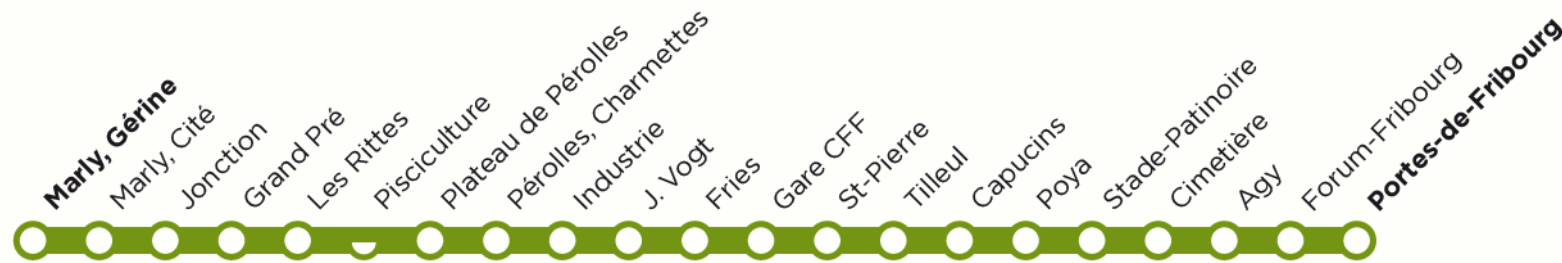 Marly, Gérine
Marly, Cité
Jonction
Grand Pré
Les Rittes
Pisciculture
Plateau de Pérolles
Pérolles, Charmettes
Industrie
J. Vogt
Fries
Gare CFF
St-Pierre
Tilleul
Capucins
Poya
Stade-Patinoire
Cimetière
Agy
Forum-Fribourg
Portes-de-Fribourg